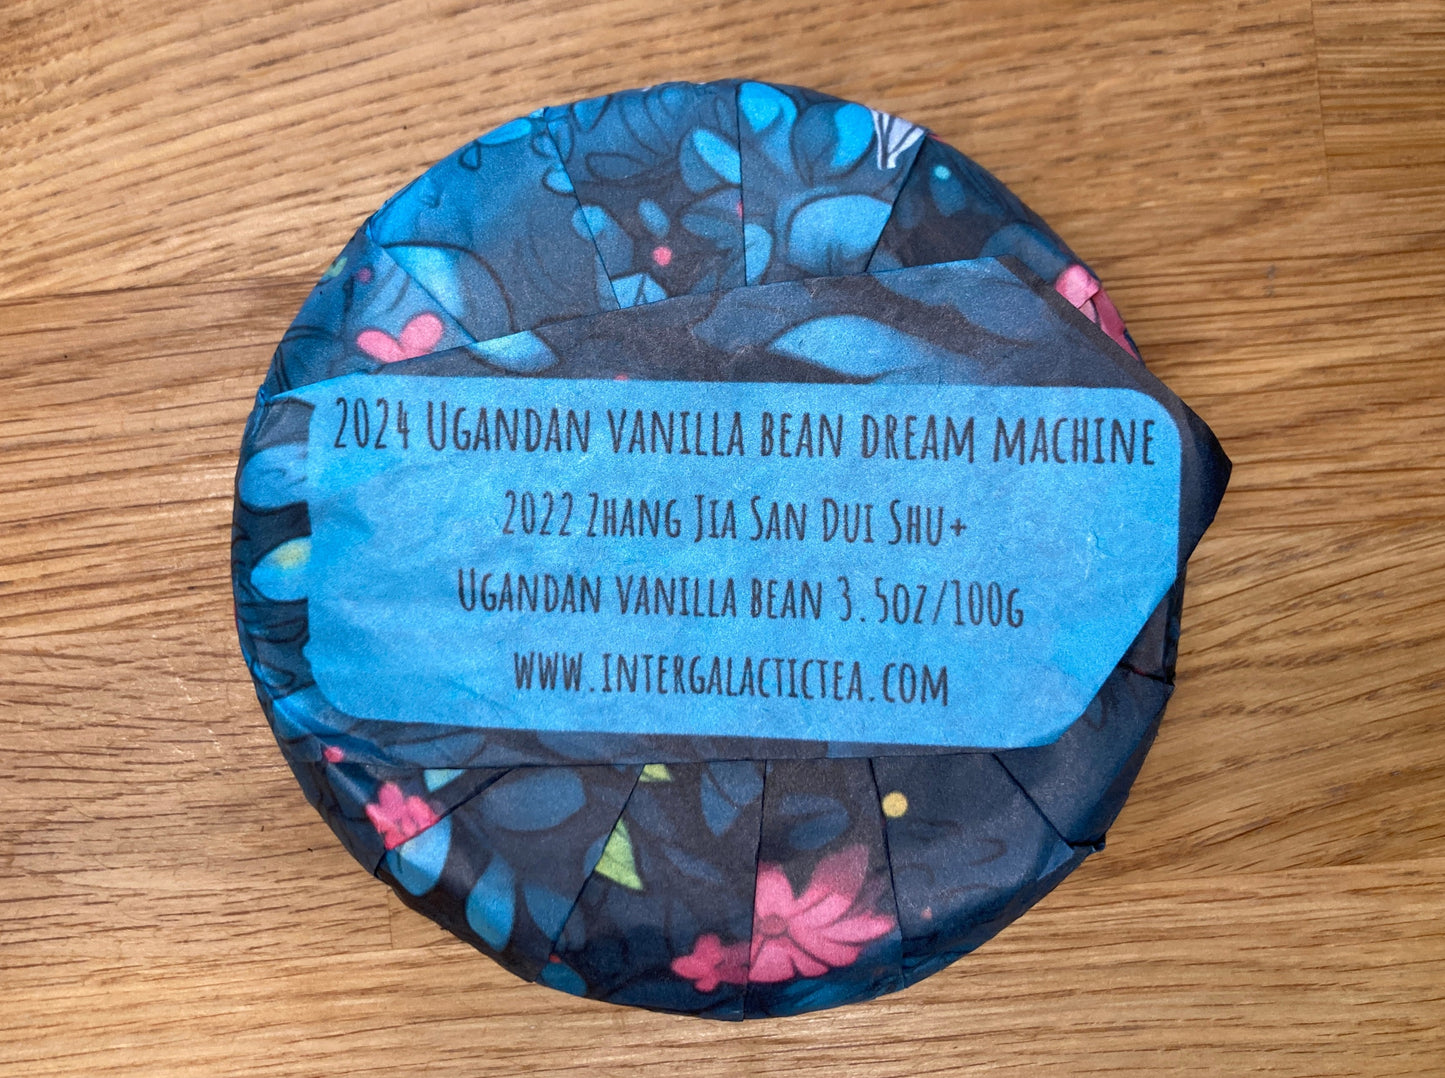 2024 Ugandan vanilla bean dream machine
2022 Zhang Jia San Dui Shu+
Ugandan vanilla bean 3.5oz/100g
www.intergalactictea.com